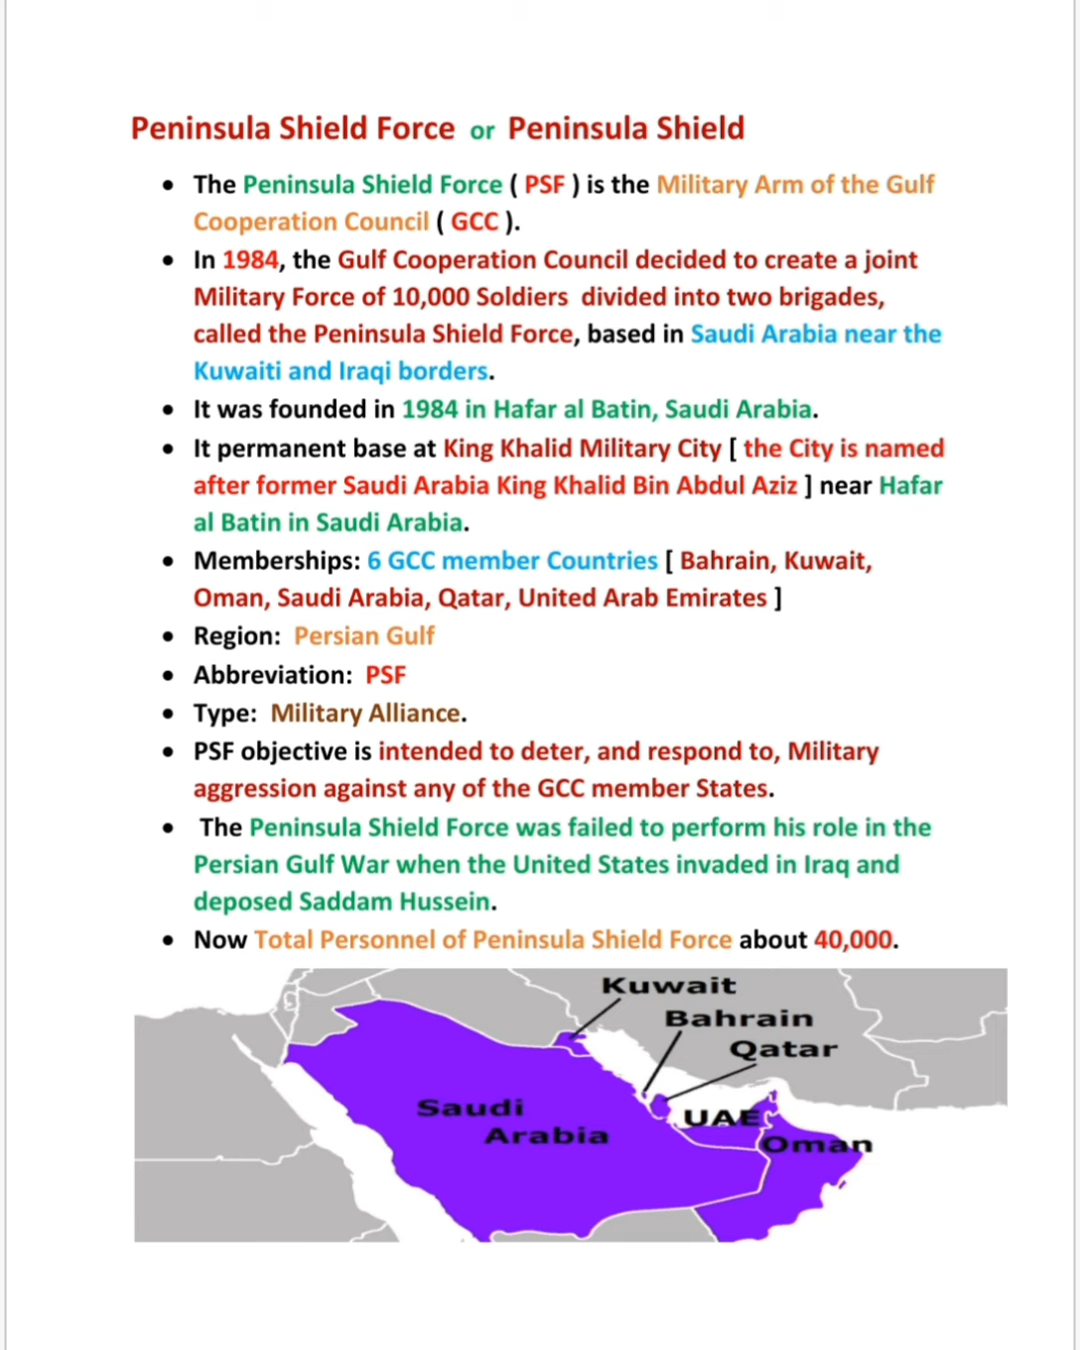 Peninsula Shield Force or Peninsula Shield
• The Peninsula Shield Force ( PSF ) is the Military Arm of the Gulf
Cooperation Council ( GCC ).
• In 1984, the Gulf Cooperation Council decided to create a joint
Military Force of 10,000 Soldiers divided into two brigades,
called the Peninsula Shield Force, based in Saudi Arabia near the
Kuwaiti and Iraqi borders.
• It was founded in 1984 in Hafar al Batin, Saudi Arabia.
• It permanent base at King Khalid Military City [ the City is named
after former Saudi Arabia King Khalid Bin Abdul Aziz ] near Hafar
al Batin in Saudi Arabia.
• Memberships: 6 GCC member Countries [ Bahrain, Kuwait,
Oman, Saudi Arabia, Qatar, United Arab Emirates ]
• Region: Persian Gulf
• Abbreviation: PSF
• Type: Military Alliance.
• PSF objective is intended to deter, and respond to, Military
aggression against any of the GCC member States.
• The Peninsula Shield Force was failed to perform his role in the
Persian Gulf War when the United States invaded in Iraq and
deposed Saddam Hussein.
• Now Total Personnel of Peninsula Shield Force about 40,000.
Kuwait
Bahrain
Qatar
Saudi
Arabia
UAE
Oman